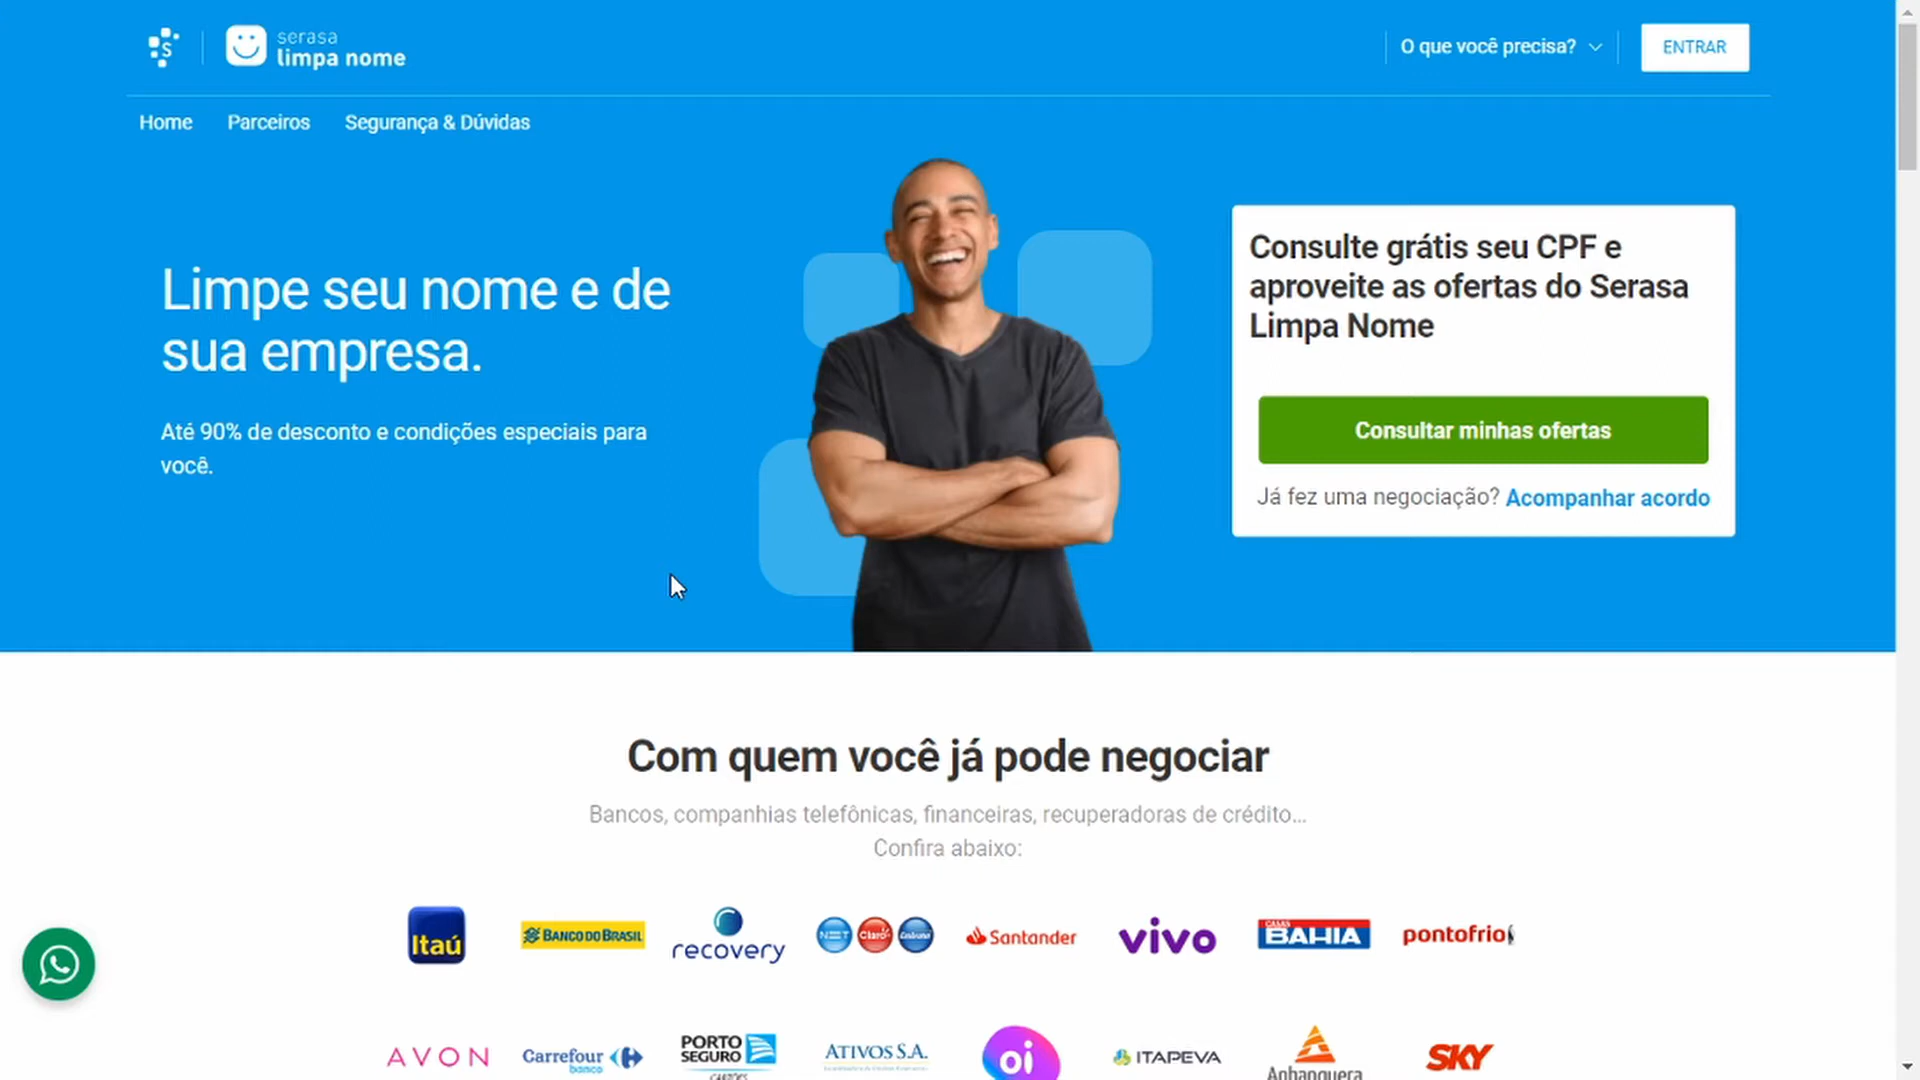 serasa
limpa nome
O que você precisa?
ENTRAR
Home
Parceiros
Segurança & Dúvidas
Limpe seu nome e de
sua empresa.
Até 90% de desconto e condições especiais para
você.
Consulte grátis seu CPF e
aproveite as ofertas do Serasa
Limpa Nome
Consultar minhas ofertas
Já fez uma negociação? Acompanhar acordo
Com quem você já pode negociar
Bancos, companhias telefônicas, financeiras, recuperadoras de crédito...
Confira abaixo:
Itaú
BANCO DO BRASIL
recovery
NET
Claro
Santander
vivo
CASAS
BAHIA
pontofrio
AVON
Carrefour
banco
PORTO
SEGURO
CARTÕES
ATIVOS S.A.
oi
ITAPEVA
Anhanguera
SKY